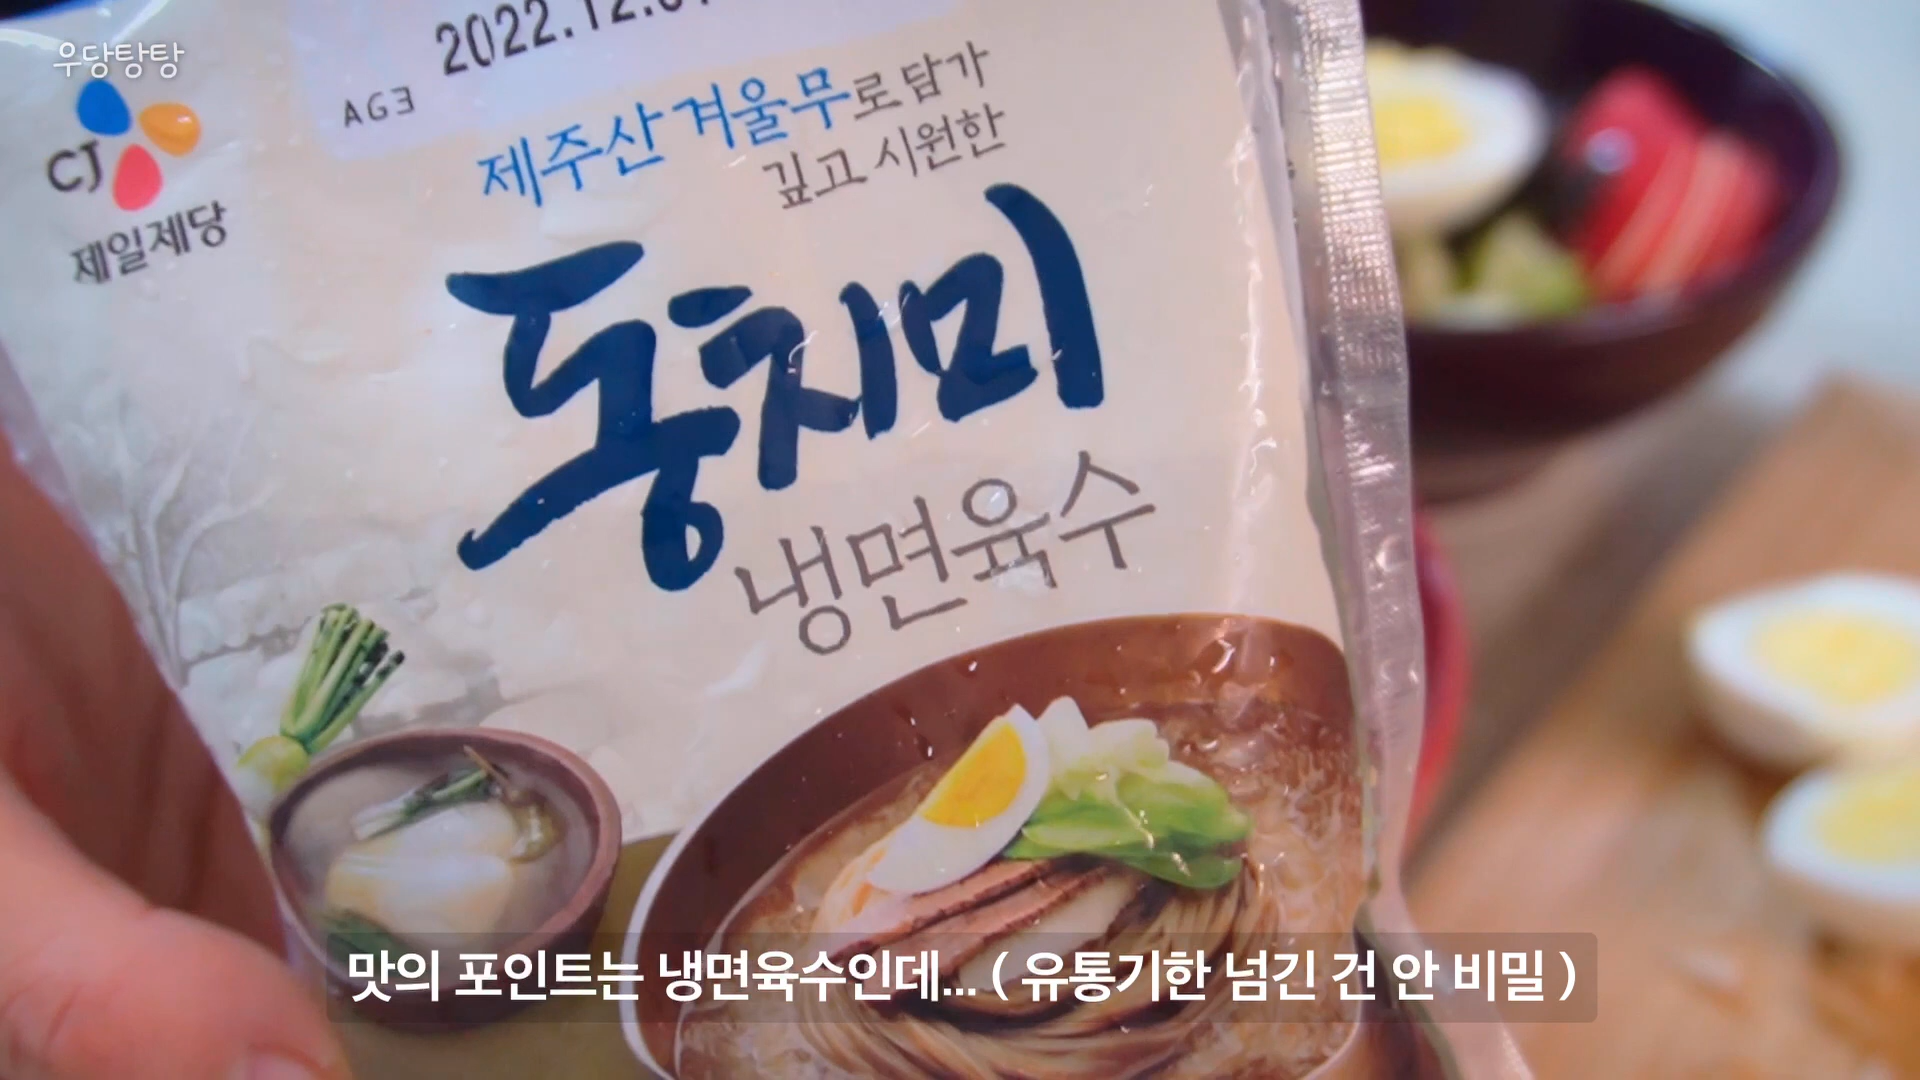 우당탕탕
AG3
CJ
제일제당
제주산 겨울무로 담가
깊고 시원한
동치미
냉면육수
맛의 포인트는 냉면육수인데... ( 유통기한 넘긴 건 안 비밀 )